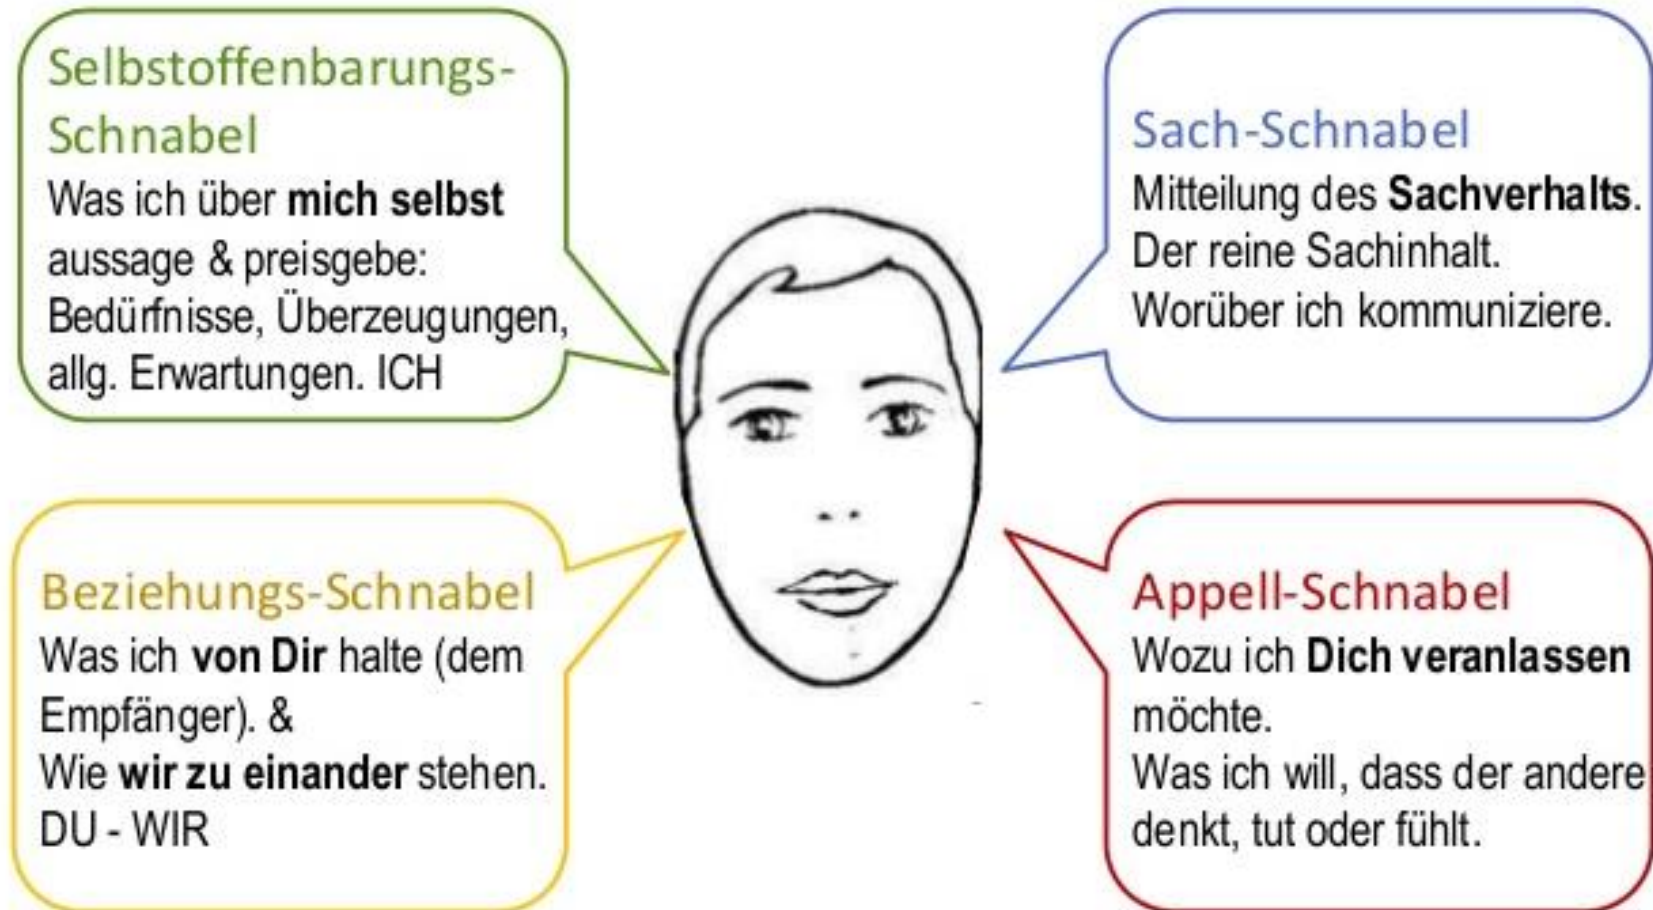 Selbstoffenbarungs-
Schnabel
Was ich über mich selbst
aussage & preisgebe:
Bedürfnisse, Überzeugungen,
allg. Erwartungen. ICH
Sach-Schnabel
Mitteilung des Sachverhalts.
Der reine Sachinhalt.
Worüber ich kommuniziere.
Beziehungs-Schnabel
Was ich von Dir halte (dem
Empfänger). &
Wie wir zu einander stehen.
DU - WIR
Appell-Schnabel
Wozu ich Dich veranlassen
möchte.
Was ich will, dass der andere
denkt, tut oder fühlt.